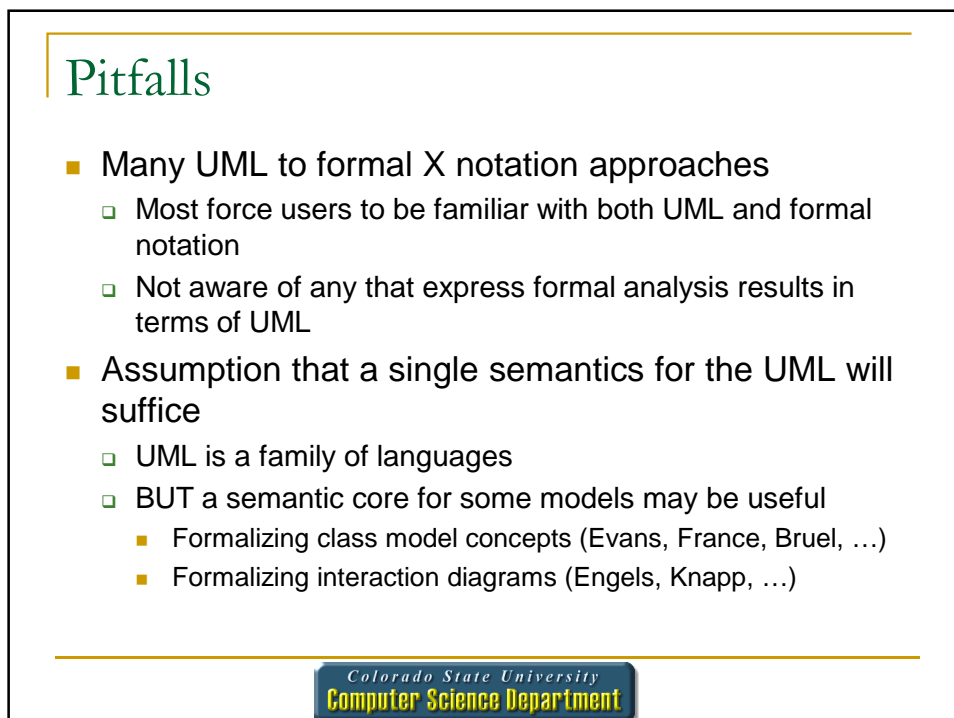 Pitfalls
Many UML to formal X notation approaches
Most force users to be familiar with both UML and formal
notation
Not aware of any that express formal analysis results in
terms of UML
Assumption that a single semantics for the UML will
suffice
UML is a family of languages
BUT a semantic core for some models may be useful
Formalizing class model concepts (Evans, France, Bruel, …)
Formalizing interaction diagrams (Engels, Knapp, …)
Colorado State University
Computer Science Department